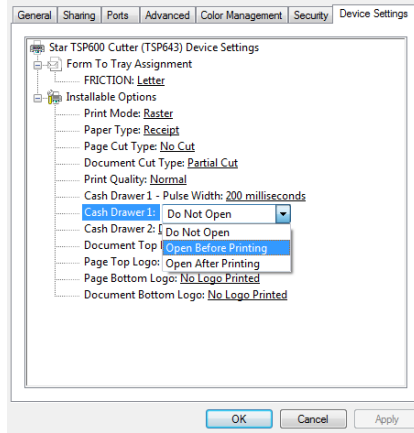 General Sharing Ports Advanced Color Management Security Device Settings
Star TSP600 Cutter (TSP643) Device Settings
Form To Tray Assignment
FRICTION: Letter
Installable Options
Print Mode: Raster
Paper Type: Receipt
Page Cut Type: No Cut
Document Cut Type: Partial Cut
Print Quality: Normal
Cash Drawer 1 - Pulse Width: 200 milliseconds
Cash Drawer 1: Do Not Open
Cash Drawer 2: Do Not Open
Document Top Open Before Printing
Page Top Logo: Open After Printing
Page Bottom Logo: No Logo Printed
Document Bottom Logo: No Logo Printed
OK Cancel Apply